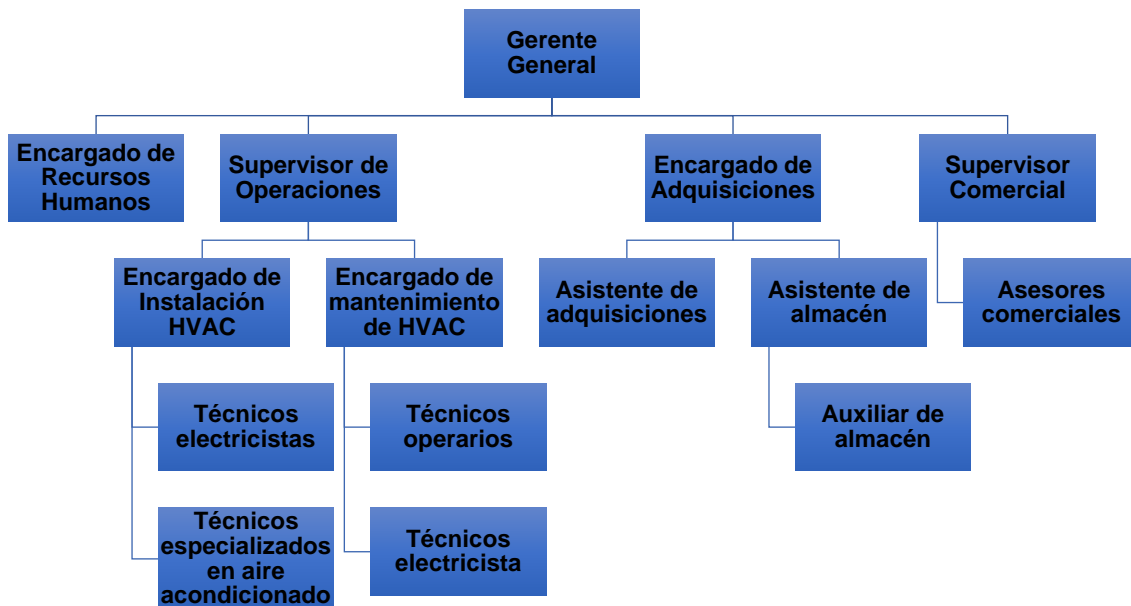 Gerente
General
Encargado de
Recursos
Humanos
Supervisor de
Operaciones
Encargado de
Adquisiciones
Supervisor
Comercial
Encargado de
Instalación
HVAC
Encargado de
mantenimiento
de HVAC
Asistente de
adquisiciones
Asistente de
almacén
Asesores
comerciales
Técnicos
electricistas
Técnicos
operarios
Auxiliar de
almacén
Técnicos
especializados
en aire
acondicionado
Técnicos
electricista